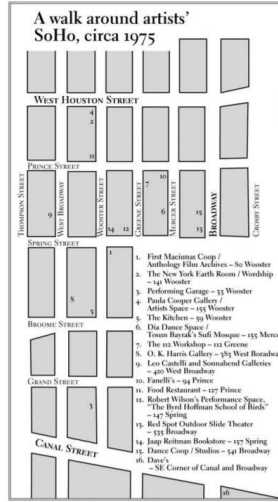 A walk around artists'
SoHo, circa 1975
WEST HOUSTON STREET
4
2
11
PRINCE STREET
THOMPSON STREET
WEST BROADWAY
WOOSTER STREET
GREENE STREET
MERCER STREET
BROADWAY
CROSBY STREET
9
14 12
7
10
6
15
13
SPRING STREET
8
5
1
BROOME STREET
GRAND STREET
3
CANAL STREET
16
1. First Maciunas Coop /
Anthology Film Archives – 80 Wooster
2. The New York Earth Room / Wordship
– 141 Wooster
3. Performing Garage – 33 Wooster
4. Paula Cooper Gallery /
Artists Space – 155 Wooster
5. The Kitchen – 59 Wooster
6. Dia Dance Space /
Tosun Bayrak's Sufi Mosque – 155 Merce
7. The 112 Workshop – 112 Greene
8. O. K. Harris Gallery – 383 West Boradwa
9. Leo Castelli and Sonnabend Galleries
– 420 West Broadway
10. Fanelli's – 94 Prince
11. Food Restaurant – 127 Prince
12. Robert Wilson's Performance Space,
"The Byrd Hoffman School of Birds"
– 147 Spring
13. Red Spot Outdoor Slide Theater
– 535 Broadway
14. Jaap Reitman Bookstore – 157 Spring
15. Dance Coop / Studios – 541 Broadway
16. Dave's
– SE Corner of Canal and Broadway